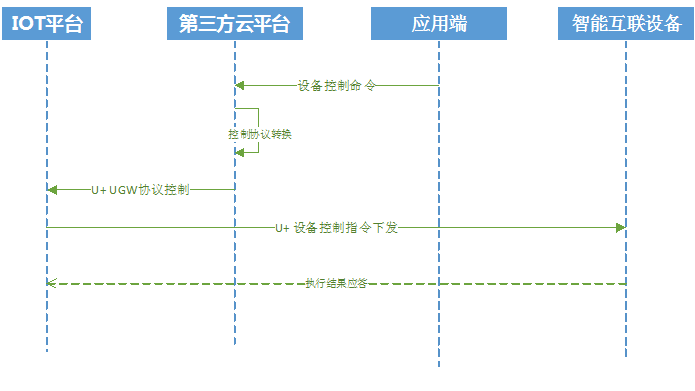 IOT平台
第三方云平台
应用端
智能互联设备
设备控制命令
控制协议转换
U+ UGW协议控制
U+ 设备控制指令下发
执行结果应答